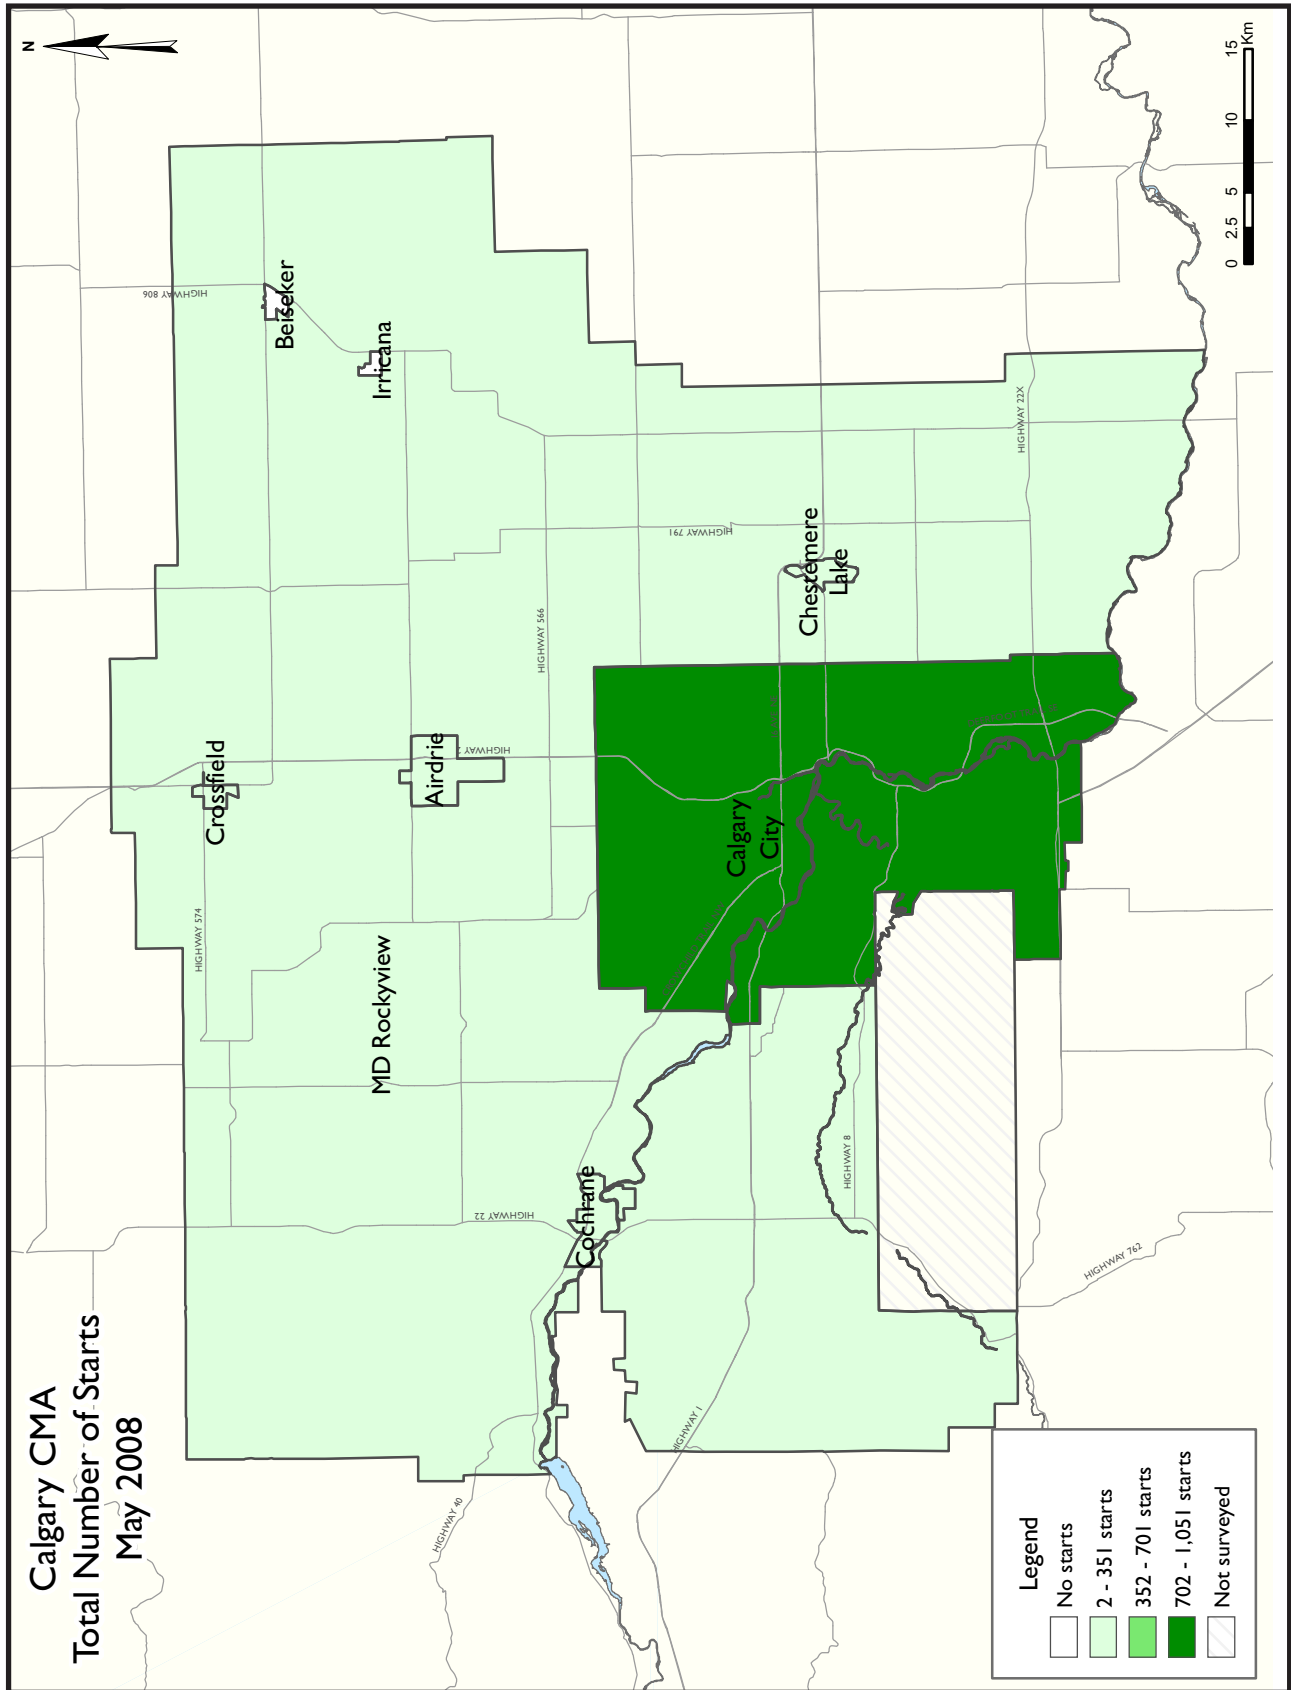 Calgary CMA
Total Number of Starts
May 2008
N
HIGHWAY 806
Beiseker
Irricana
Crossfield
HIGHWAY 574
Airdrie
HIGHWAY 2
HIGHWAY 566
MD Rockyview
HIGHWAY 791
HIGHWAY 22X
Chestemere
Lake
Calgary
City
HIGHWAY 22
Cochrane
HIGHWAY 8
HIGHWAY 762
HIGHWAY 1
HIGHWAY 40
Legend
No starts
2 - 351 starts
352 - 701 starts
702 - 1,051 starts
Not surveyed
0 2.5 5 10 15
Km